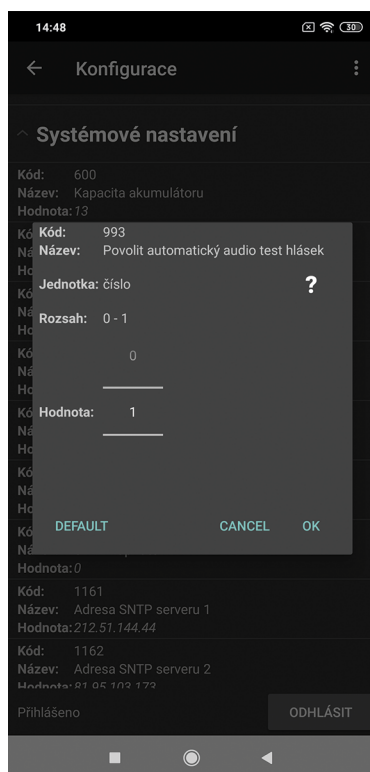 14:48
30
Konfigurace
Systémové nastavení
Kód: 600
Název: Kapacita akumulátoru
Hodnota: 13
Kód: 993
Název: Povolit automatický audio test hlásek
Jednotka: číslo
?
Rozsah: 0 - 1
0
Hodnota: 1
DEFAULT CANCEL OK
Hodnota: 0
Kód: 1161
Název: Adresa SNTP serveru 1
Hodnota: 212.51.144.44
Kód: 1162
Název: Adresa SNTP serveru 2
Hodnota: 81.95.103.173
Přihlášeno ODHLÁSIT